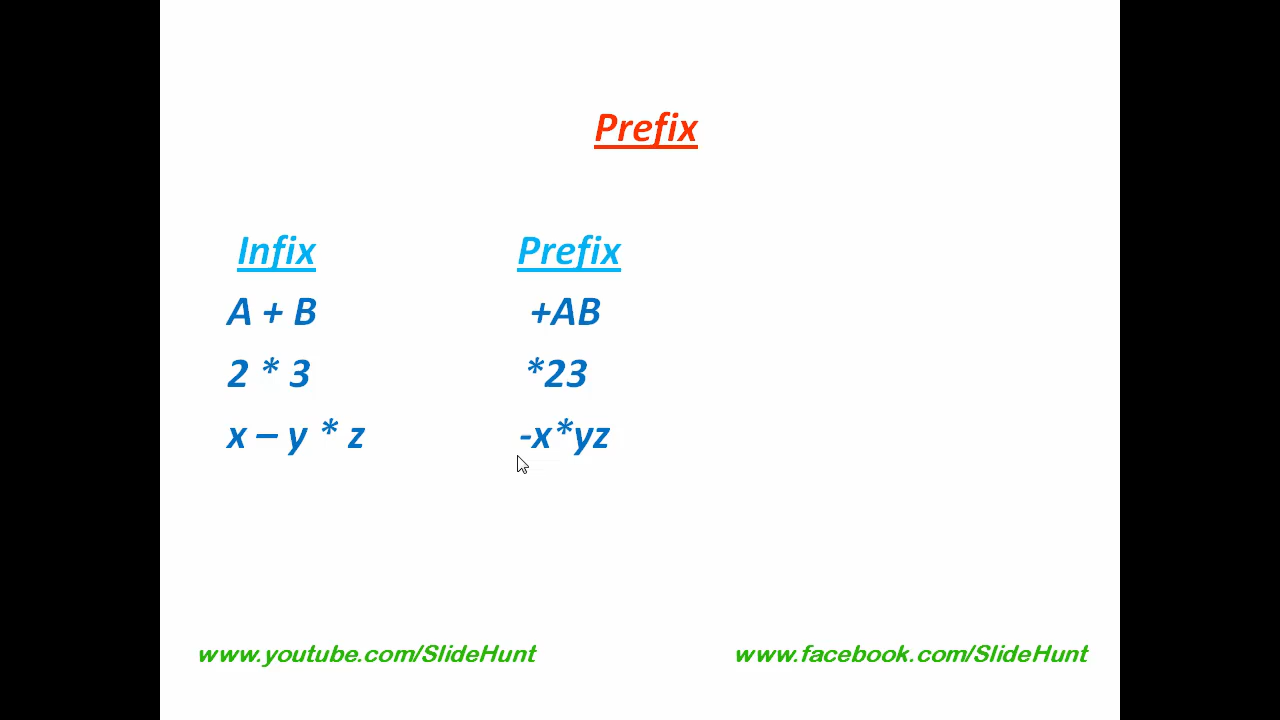 Prefix
Infix Prefix
A + B +AB
2 * 3 *23
x – y * z -x*yz
www.youtube.com/SlideHunt www.facebook.com/SlideHunt